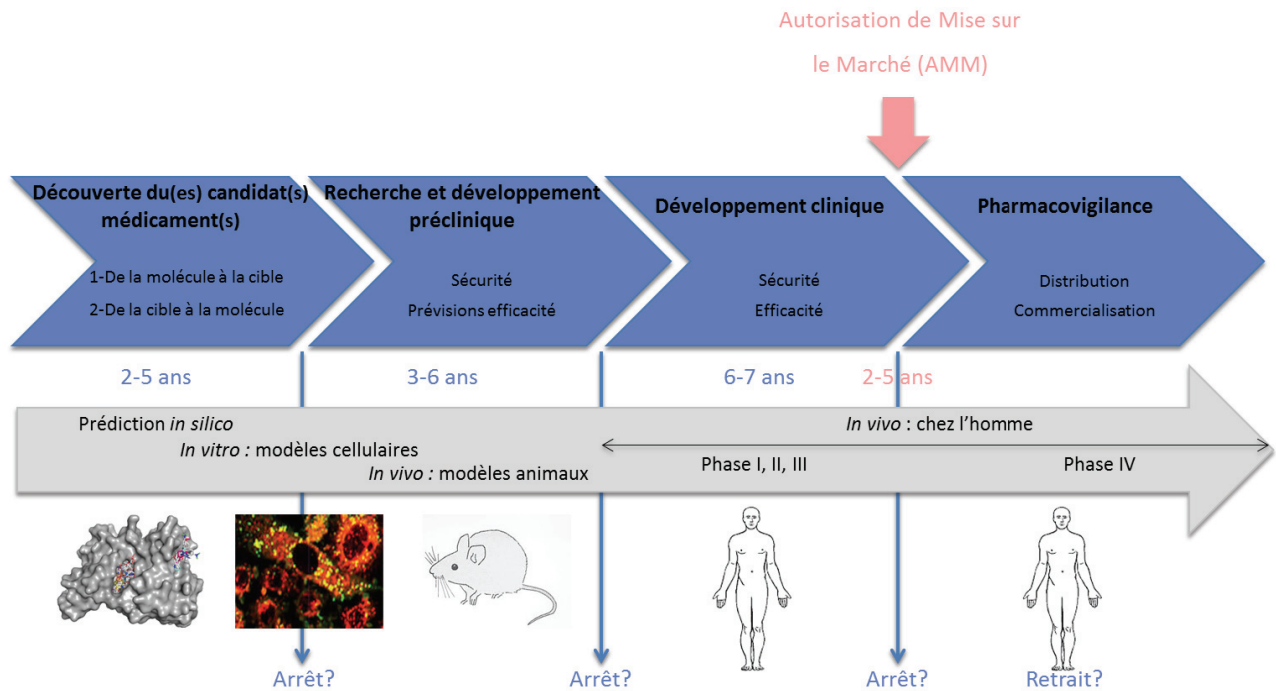 Autorisation de Mise sur
le Marché (AMM)
Découverte du(es) candidat(s)
médicament(s)
1-De la molécule à la cible
2-De la cible à la molécule
Recherche et développement
préclinique
Sécurité
Prévisions efficacité
Développement clinique
Sécurité
Efficacité
Pharmacovigilance
Distribution
Commercialisation
2-5 ans
3-6 ans
6-7 ans
2-5 ans
Prédiction in silico
In vitro : modèles cellulaires
In vivo : modèles animaux
In vivo : chez l’homme
Phase I, II, III
Phase IV
Arrêt?
Arrêt?
Arrêt?
Retrait?